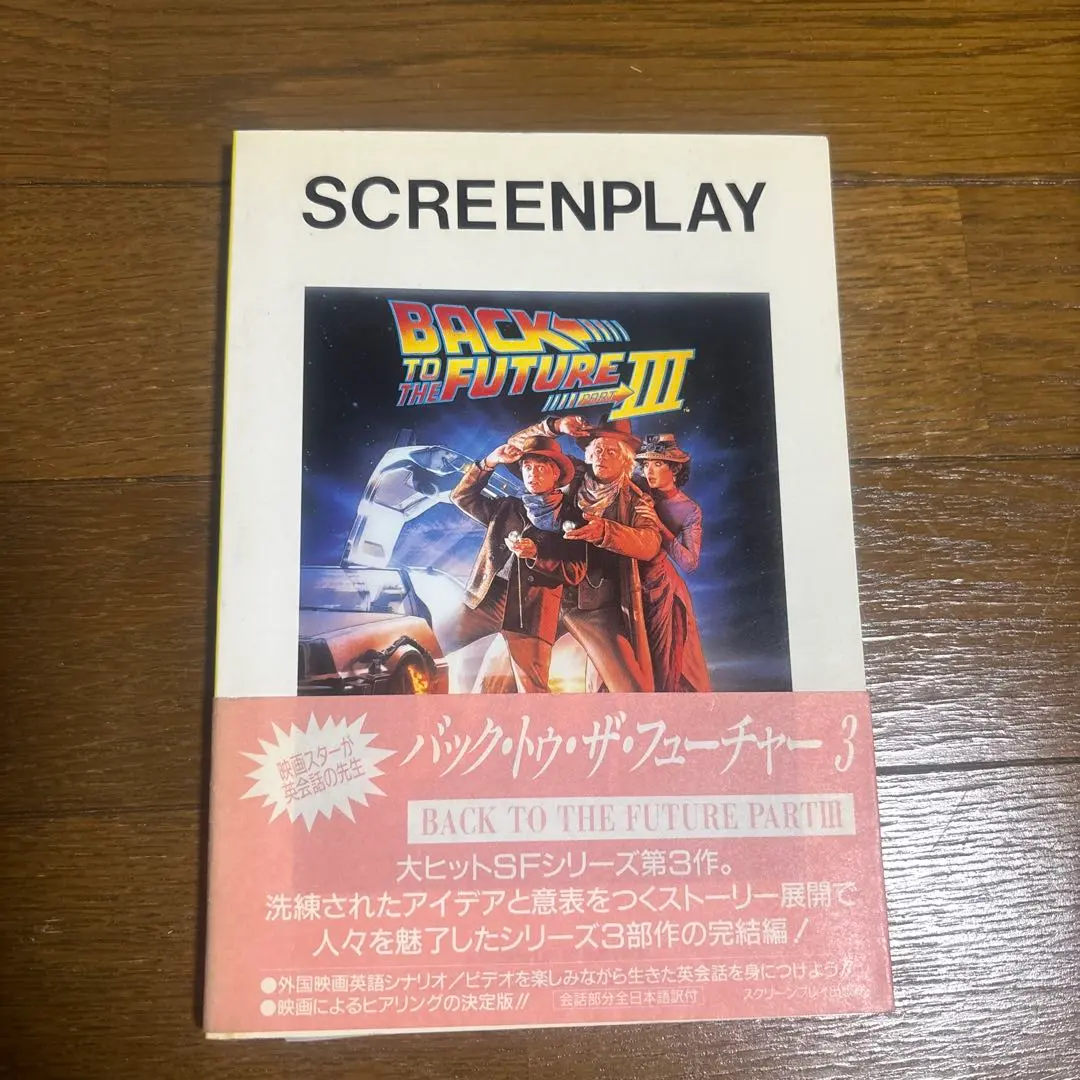 SCREENPLAY
BACK
TO THE FUTURE
PART III
TM
映画スターが
英会話の先生
バック・トゥ・ザ・フューチャー 3
BACK TO THE FUTURE PARTIII
大ヒットSFシリーズ第3作。
洗練されたアイデアと意表をつくストーリー展開で
人々を魅了したシリーズ3部作の完結編!
●外国映画英語シナリオ/ビデオを楽しみながら生きた英会話を身につけよう!!
●映画によるヒアリングの決定版!! 会話部分全日本語訳付 スクリーンプレイ出版